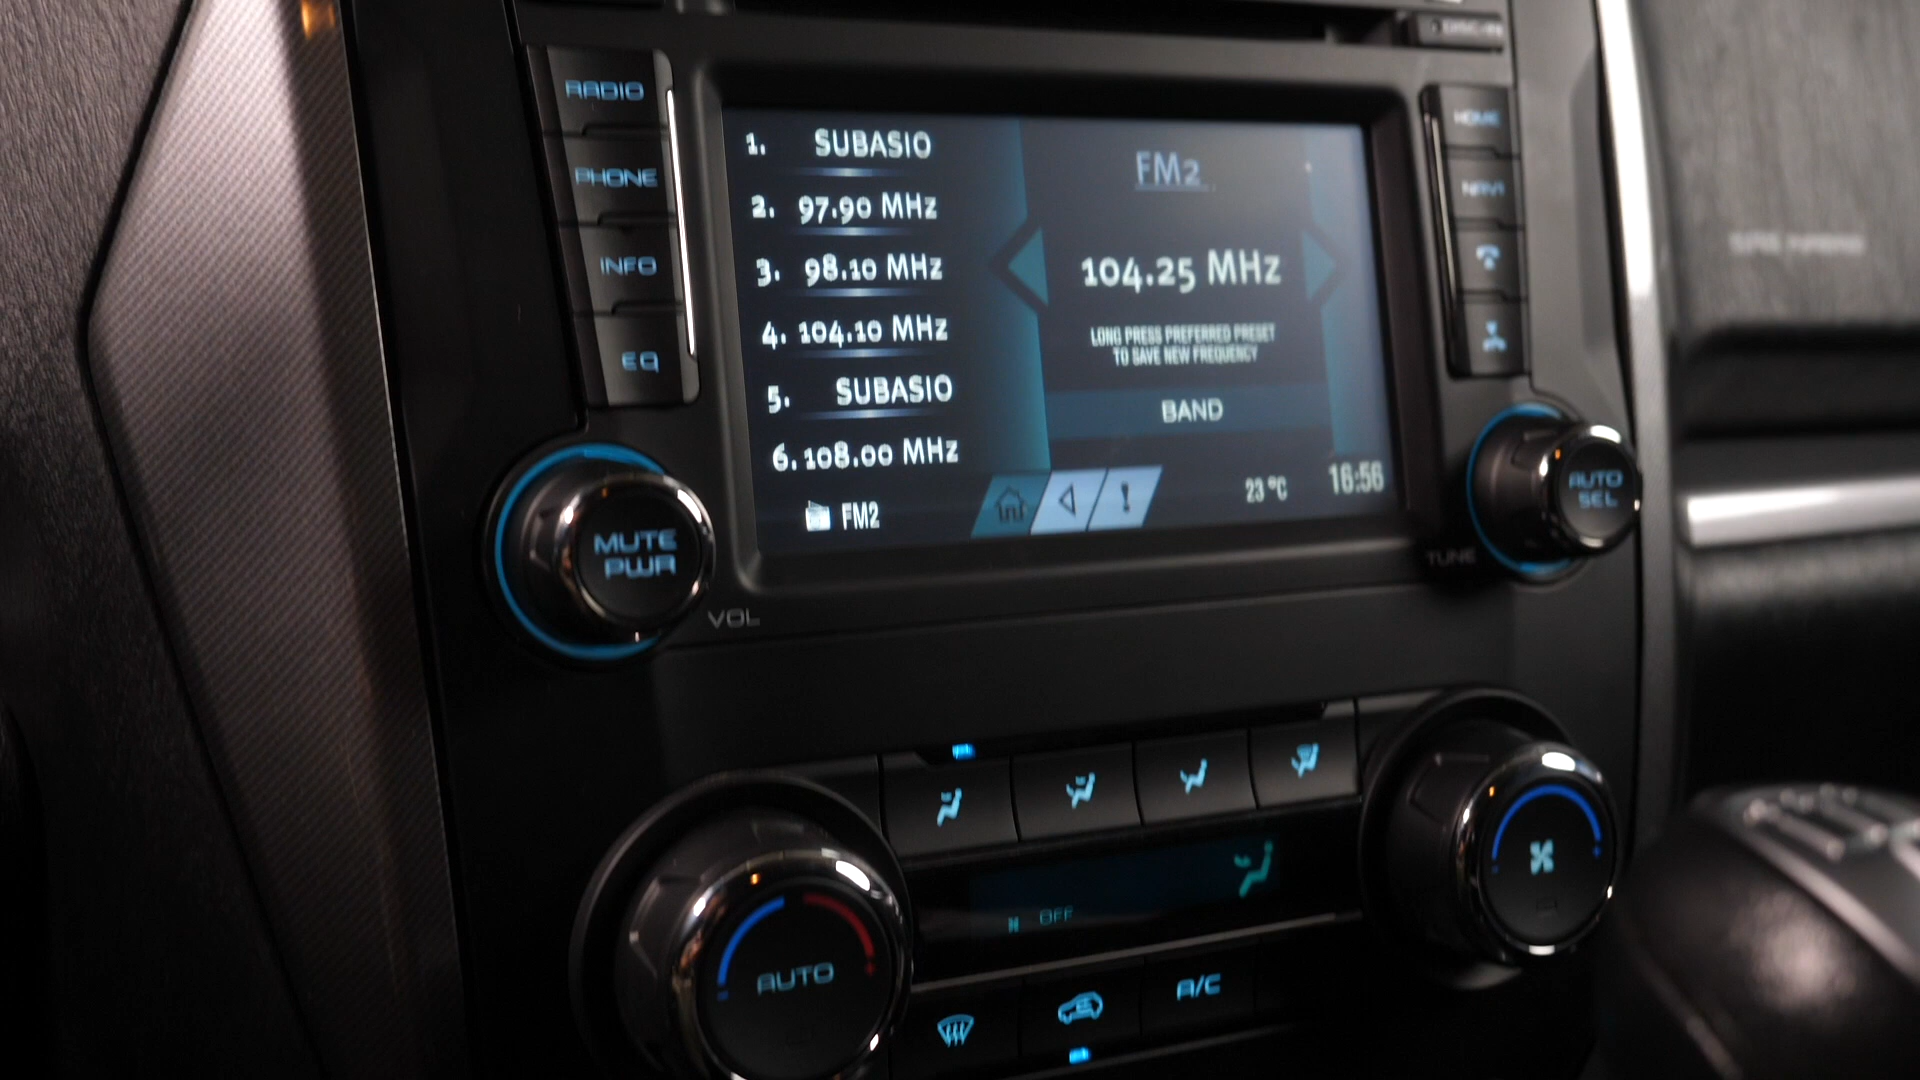 DISC-IN
RADIO
PHONE
INFO
EQ
MUTE
PWR
VOL
1. SUBASIO
2. 97.90 MHz
3. 98.10 MHz
4. 104.10 MHz
5. SUBASIO
6. 108.00 MHz
FM2
FM2
104.25 MHz
LONG PRESS PREFERRED PRESET
TO SAVE NEW FREQUENCY
BAND
23 °C
16:56
HOME
NAVI
AUTO
SEL
TUNE
OFF
AUTO
A/C